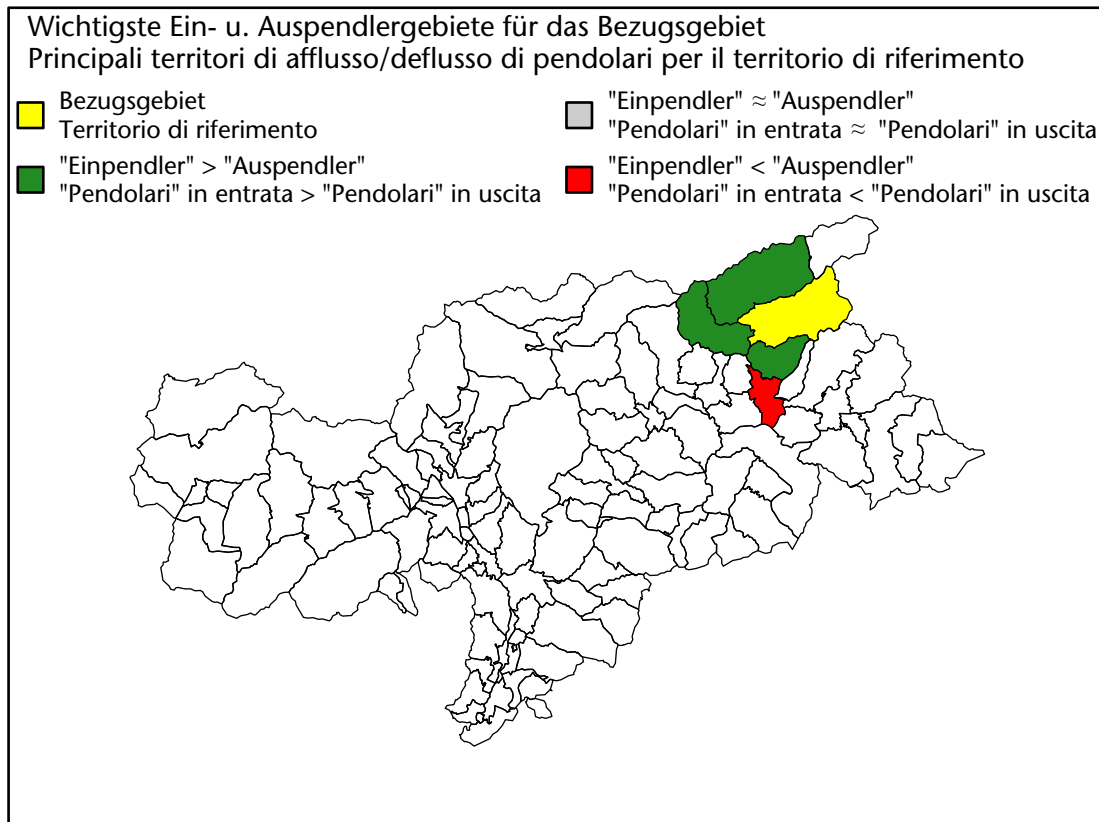 Wichtigste Ein- u. Auspendlergebiete für das Bezugsgebiet
Principali territori di afflusso/deflusso di pendolari per il territorio di riferimento
Bezugsgebiet
Territorio di riferimento
"Einpendler" ≈ "Auspendler"
"Pendolari" in entrata ≈ "Pendolari" in uscita
"Einpendler" > "Auspendler"
"Pendolari" in entrata > "Pendolari" in uscita
"Einpendler" < "Auspendler"
"Pendolari" in entrata < "Pendolari" in uscita